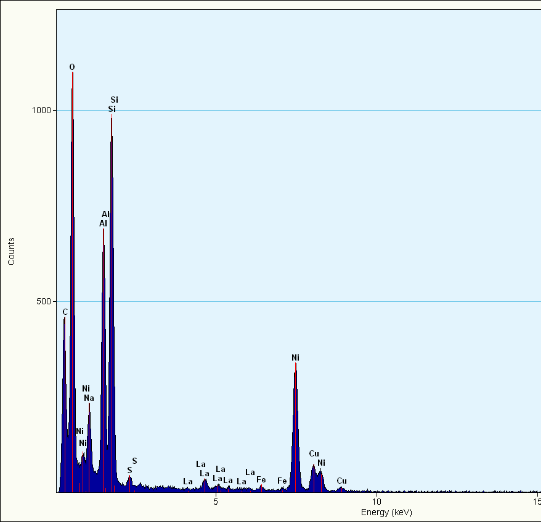 O
Si
Si
1000
Al
Al
Counts
500
C
Ni
Na
Ni
Ni
S
S
La
La
La
La
La
La
La
La
Fe
Fe
Ni
Cu
Ni
Cu
5
10
15
Energy (keV)